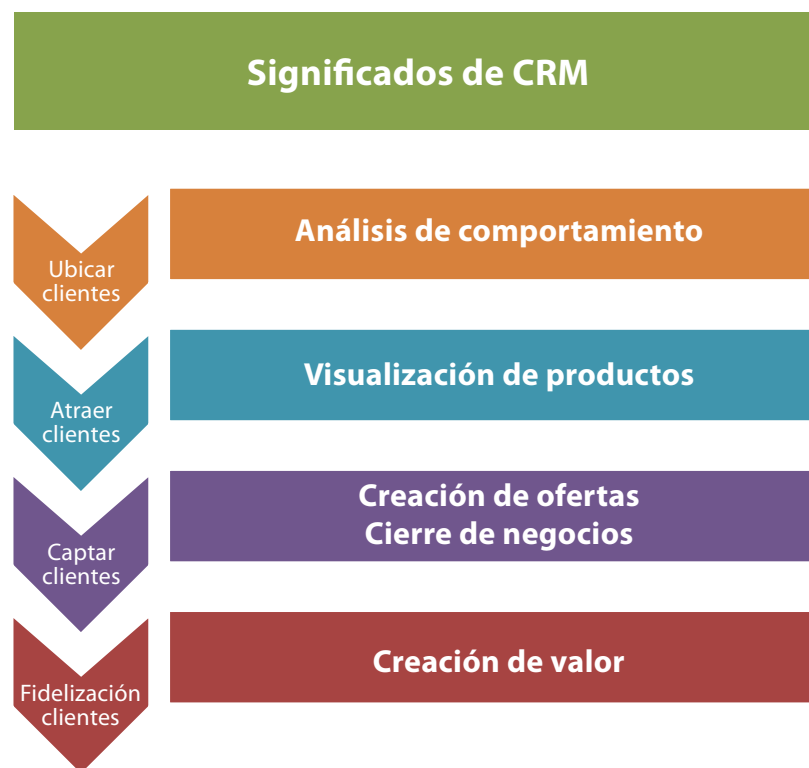 Significados de CRM
Análisis de comportamiento
Ubicar
clientes
Visualización de productos
Atraer
clientes
Creación de ofertas
Cierre de negocios
Captar
clientes
Creación de valor
Fidelización
clientes